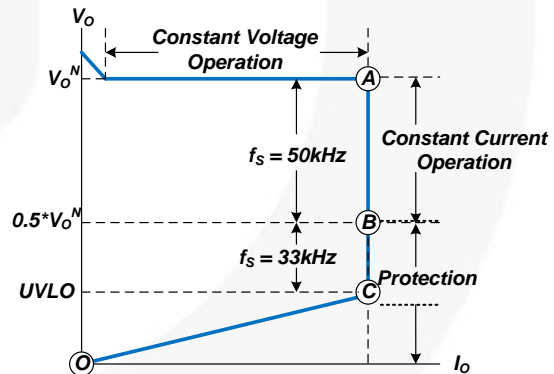 V_O
Constant Voltage
Operation
V_O^N
A
f_S = 50kHz
Constant Current
Operation
0.5*V_O^N
B
f_S = 33kHz
Protection
UVLO
C
O
I_O